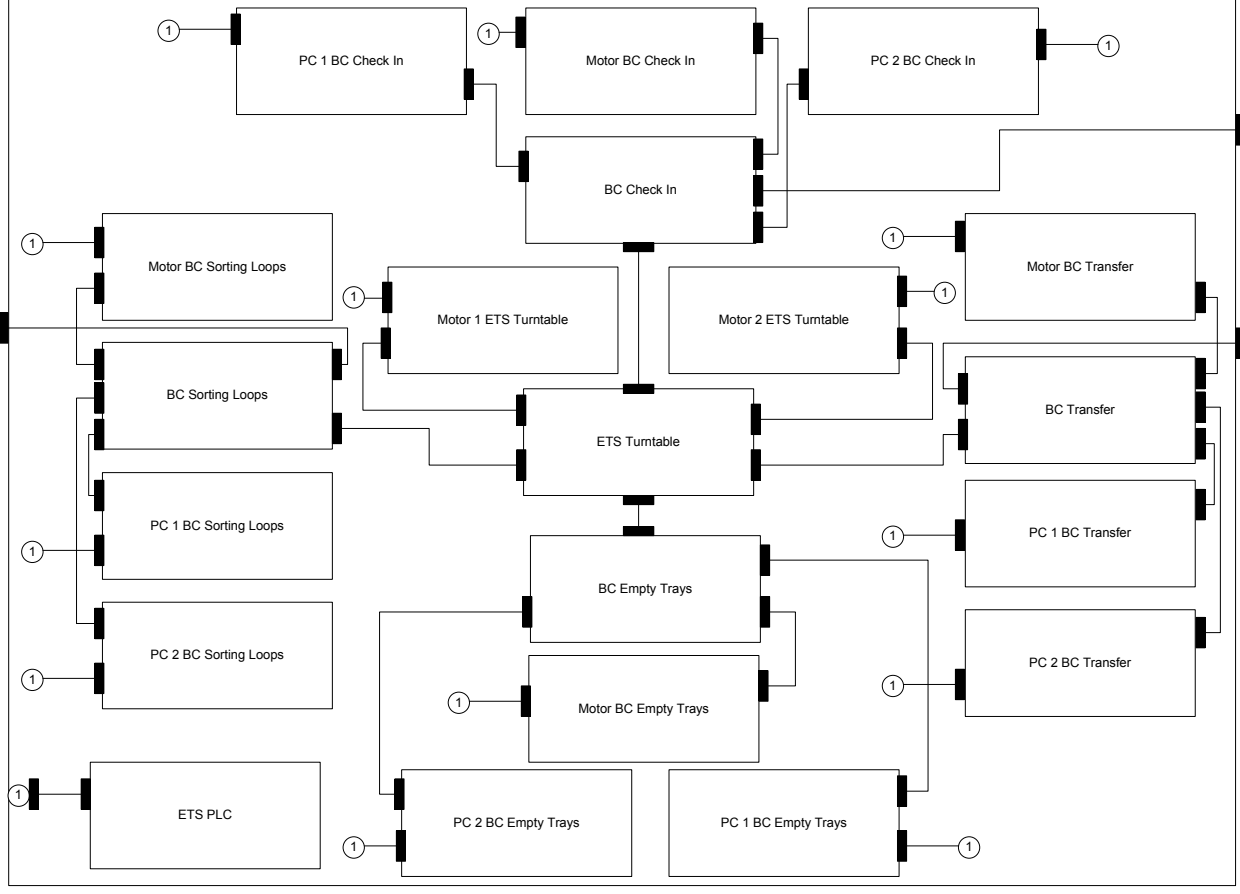 1
PC 1 BC Check In
1
Motor BC Check In
PC 2 BC Check In
1
BC Check In
1
Motor BC Sorting Loops
1
Motor 1 ETS Turntable
Motor 2 ETS Turntable
1
1
Motor BC Transfer
BC Sorting Loops
ETS Turntable
BC Transfer
PC 1 BC Sorting Loops
1
BC Empty Trays
1
PC 1 BC Transfer
PC 2 BC Sorting Loops
1
1
Motor BC Empty Trays
1
PC 2 BC Transfer
1
ETS PLC
PC 2 BC Empty Trays
1
PC 1 BC Empty Trays
1